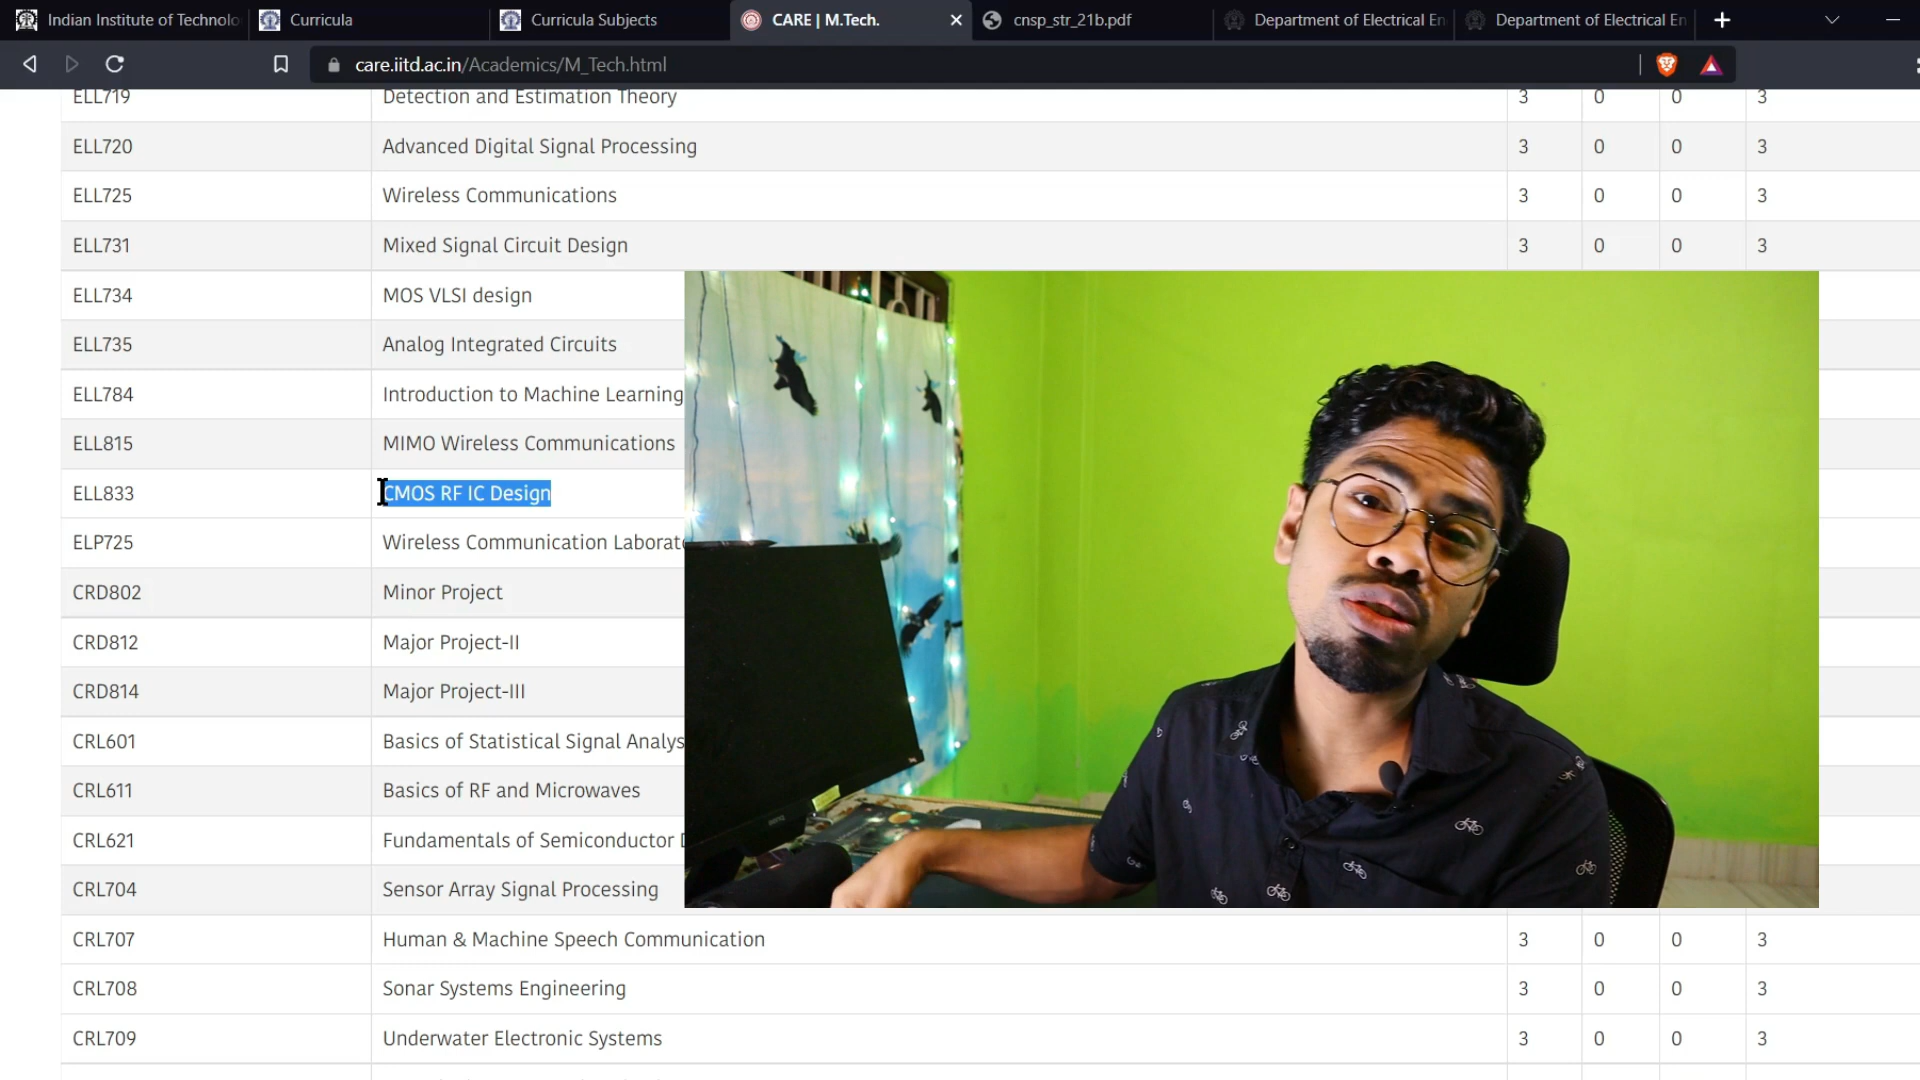 Indian Institute of Technolo
Curricula
Curricula Subjects
CARE | M.Tech.
cnsp_str_21b.pdf
Department of Electrical En
Department of Electrical En
care.iitd.ac.in/Academics/M_Tech.html
ELL719 Detection and Estimation Theory 3 0 0 3
ELL720 Advanced Digital Signal Processing 3 0 0 3
ELL725 Wireless Communications 3 0 0 3
ELL731 Mixed Signal Circuit Design 3 0 0 3
ELL734 MOS VLSI design
ELL735 Analog Integrated Circuits
ELL784 Introduction to Machine Learning
ELL815 MIMO Wireless Communications
ELL833 CMOS RF IC Design
ELP725 Wireless Communication Laborato
CRD802 Minor Project
CRD812 Major Project-II
CRD814 Major Project-III
CRL601 Basics of Statistical Signal Analys
CRL611 Basics of RF and Microwaves
CRL621 Fundamentals of Semiconductor D
CRL704 Sensor Array Signal Processing
CRL707 Human & Machine Speech Communication 3 0 0 3
CRL708 Sonar Systems Engineering 3 0 0 3
CRL709 Underwater Electronic Systems 3 0 0 3